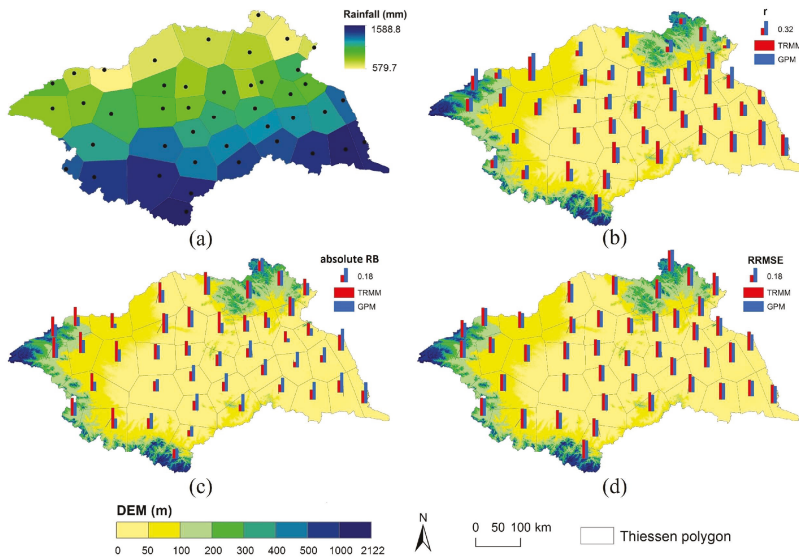 Rainfall (mm)
1588.8
579.7
(a)
r
0.32
TRMM
GPM
(b)
absolute RB
0.18
TRMM
GPM
(c)
RRMSE
0.18
TRMM
GPM
(d)
DEM (m)
0 50 100 200 300 400 500 1000 2122
N
0 50 100 km
Thiessen polygon